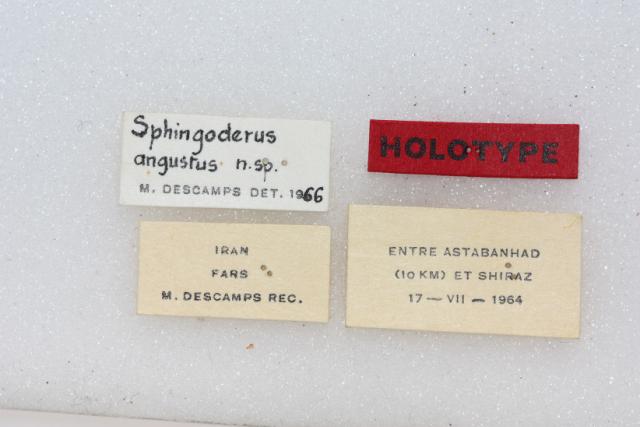 Sphingoderus
angustus n.sp.
M. DESCAMPS DET. 1966
HOLOTYPE
IRAN
FARS
M. DESCAMPS REC.
ENTRE ASTABANHAD
(10 KM) ET SHIRAZ
17 — VII — 1964